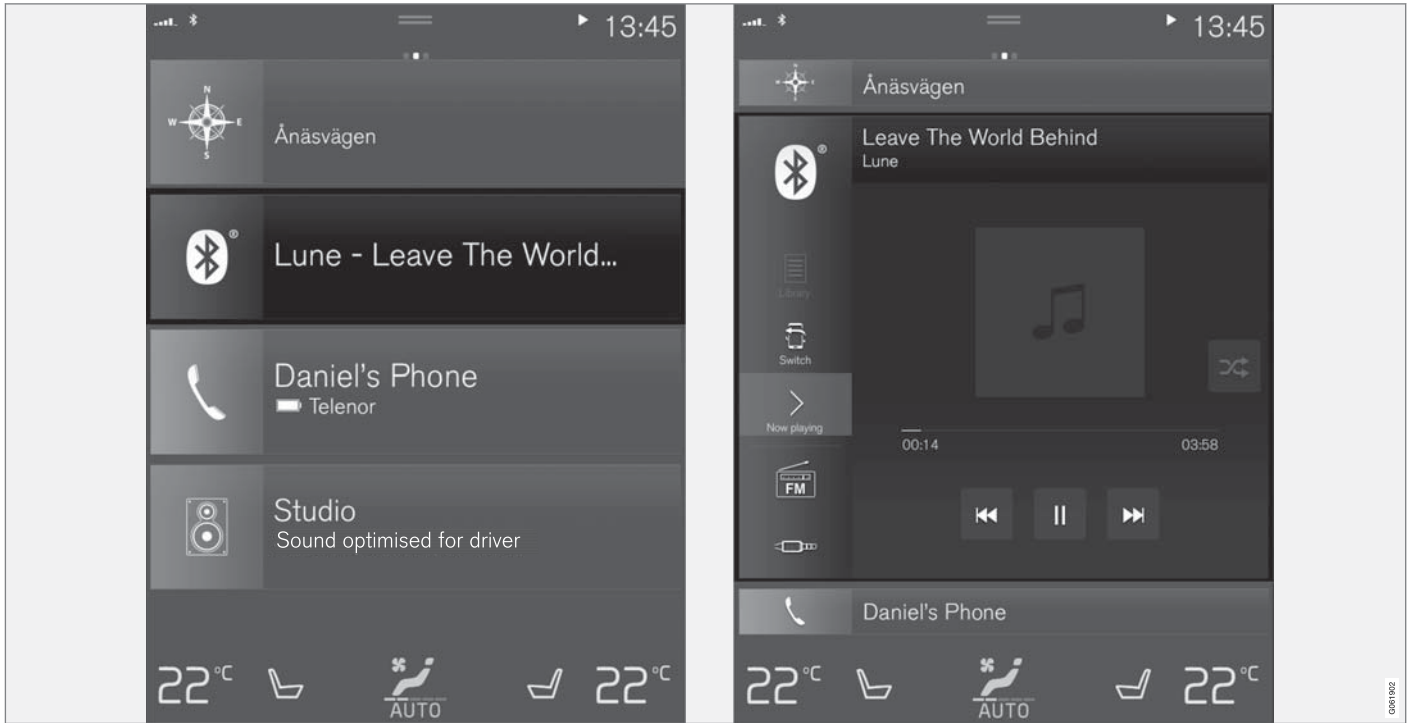 13:45
N
W E
S
Ånäsvägen
®
Lune - Leave The World...
Daniel's Phone
Telenor
Studio
Sound optimised for driver
22°C
AUTO
22°C
13:45
N
W E
S
Ånäsvägen
®
Leave The World Behind
Lune
Library
Switch
Now playing
00:14
03:58
FM
Daniel's Phone
22°C
AUTO
22°C
G061902